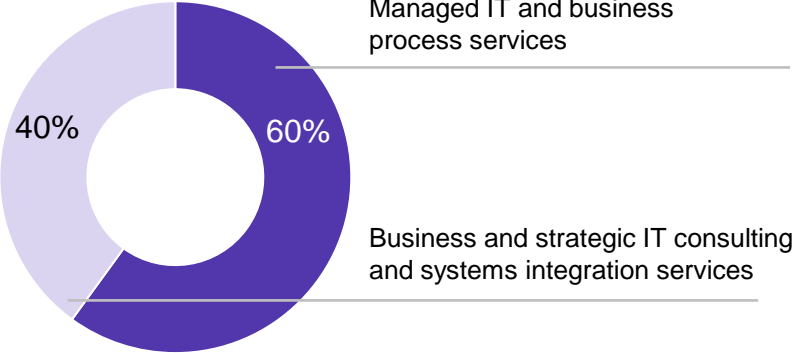 Managed IT and business
process services
40%
60%
Business and strategic IT consulting
and systems integration services